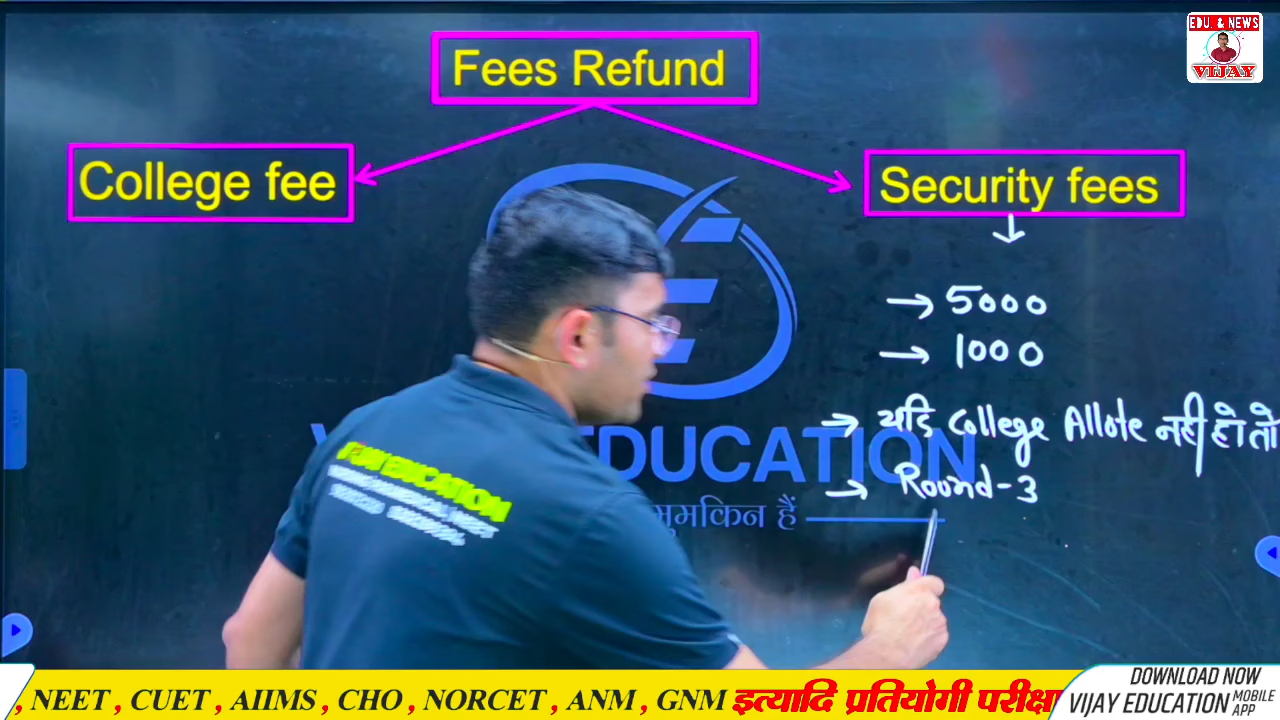 EDU. & NEWS
VIJAY
Fees Refund
College fee
Security fees
→ 5000
→ 1000
→ यदि College Allote नहीं हो तो
→ Round-3
EDUCATION
मुमकिन हैं
EDUCATION
, NEET , CUET , AIIMS , CHO , NORCET , ANM , GNM इत्यादि प्रतियोगी परीक्षा
DOWNLOAD NOW
VIJAY EDUCATION MOBILE APP